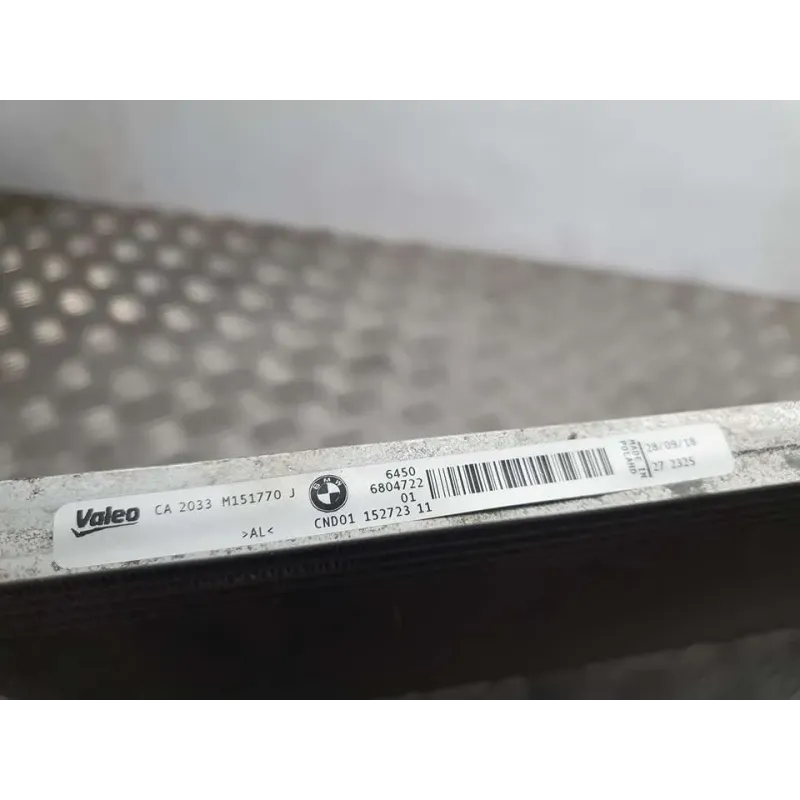 Valeo
CA 2033 M151770 J
>AL<
BMW
6450
6804722
01
CND01 152723 11
MADE IN
POLAND
28/09/18
27 2325